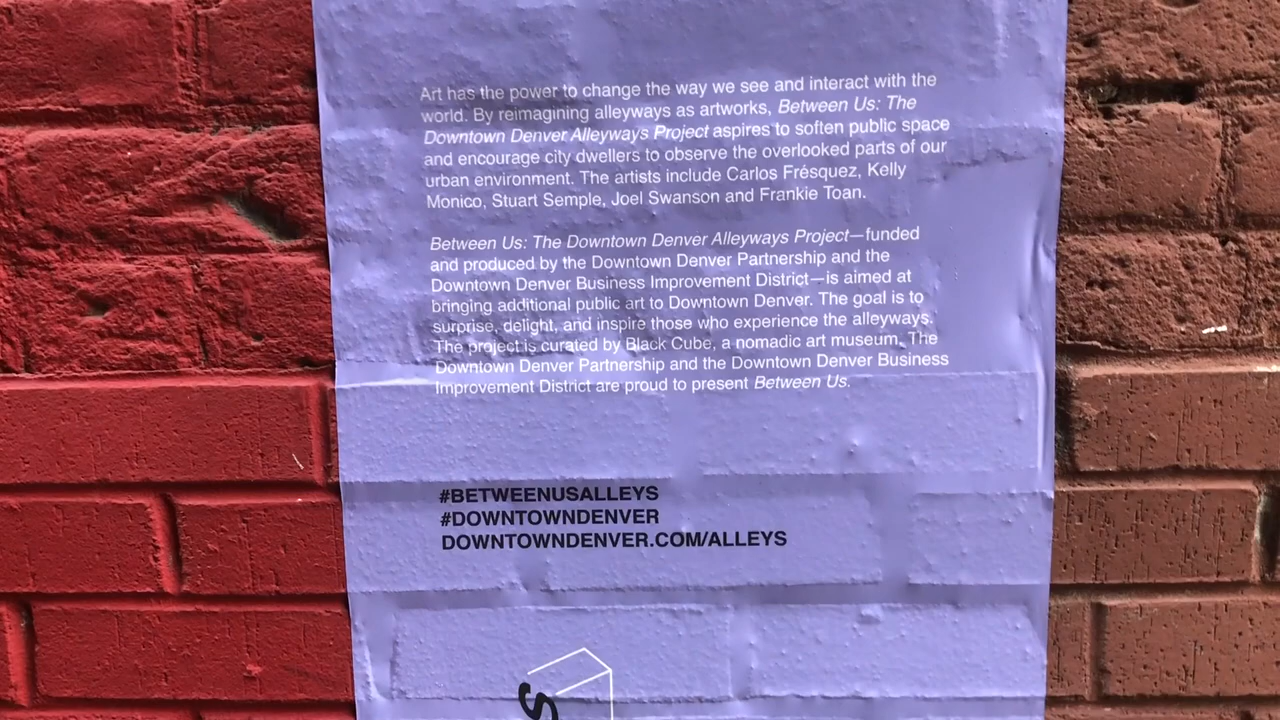 Art has the power to change the way we see and interact with the
world. By reimagining alleyways as artworks, Between Us: The
Downtown Denver Alleyways Project aspires to soften public space
and encourage city dwellers to observe the overlooked parts of our
urban environment. The artists include Carlos Frésquez, Kelly
Monico, Stuart Semple, Joel Swanson and Frankie Toan.
Between Us: The Downtown Denver Alleyways Project—funded
and produced by the Downtown Denver Partnership and the
Downtown Denver Business Improvement District—is aimed at
bringing additional public art to Downtown Denver. The goal is to
surprise, delight, and inspire those who experience the alleyways.
The project is curated by Black Cube, a nomadic art museum. The
Downtown Denver Partnership and the Downtown Denver Business
Improvement District are proud to present Between Us.
#BETWEENUSALLEYS
#DOWNTOWNDENVER
DOWNTOWNDENVER.COM/ALLEYS